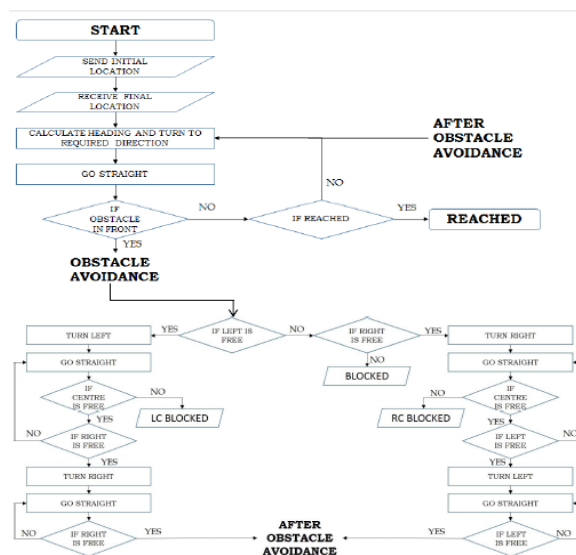 START
SEND INITIAL
LOCATION
RECEIVE FINAL
LOCATION
CALCULATE HEADING AND TURN TO
REQUIRED DIRECTION
AFTER
OBSTACLE
AVOIDANCE
GO STRAIGHT
NO
IF
OBSTACLE
IN FRONT
NO
IF REACHED
YES
REACHED
YES
OBSTACLE
AVOIDANCE
TURN LEFT
YES
IF LEFT IS
FREE
NO
IF RIGHT
IS FREE
YES
TURN RIGHT
GO STRAIGHT
NO
BLOCKED
GO STRAIGHT
IF
CENTRE
IS FREE
NO
LC BLOCKED
NO
RC BLOCKED
IF
CENTRE
IS FREE
YES
NO
IF RIGHT
IS FREE
YES
IF LEFT
IS FREE
NO
YES
TURN RIGHT
YES
TURN LEFT
GO STRAIGHT
GO STRAIGHT
NO
IF RIGHT
IS FREE
YES
AFTER
OBSTACLE
AVOIDANCE
YES
IF LEFT
IS FREE
NO